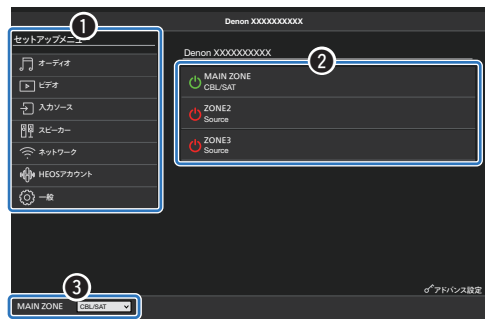 Denon XXXXXXXXXX
1
セットアップメニュー
オーディオ
ビデオ
入力ソース
スピーカー
ネットワーク
HEOSアカウント
一般
Denon XXXXXXXXXX
2
MAIN ZONE
CBL/SAT
ZONE2
Source
ZONE3
Source
アドバンス設定
3
MAIN ZONE CBL/SAT